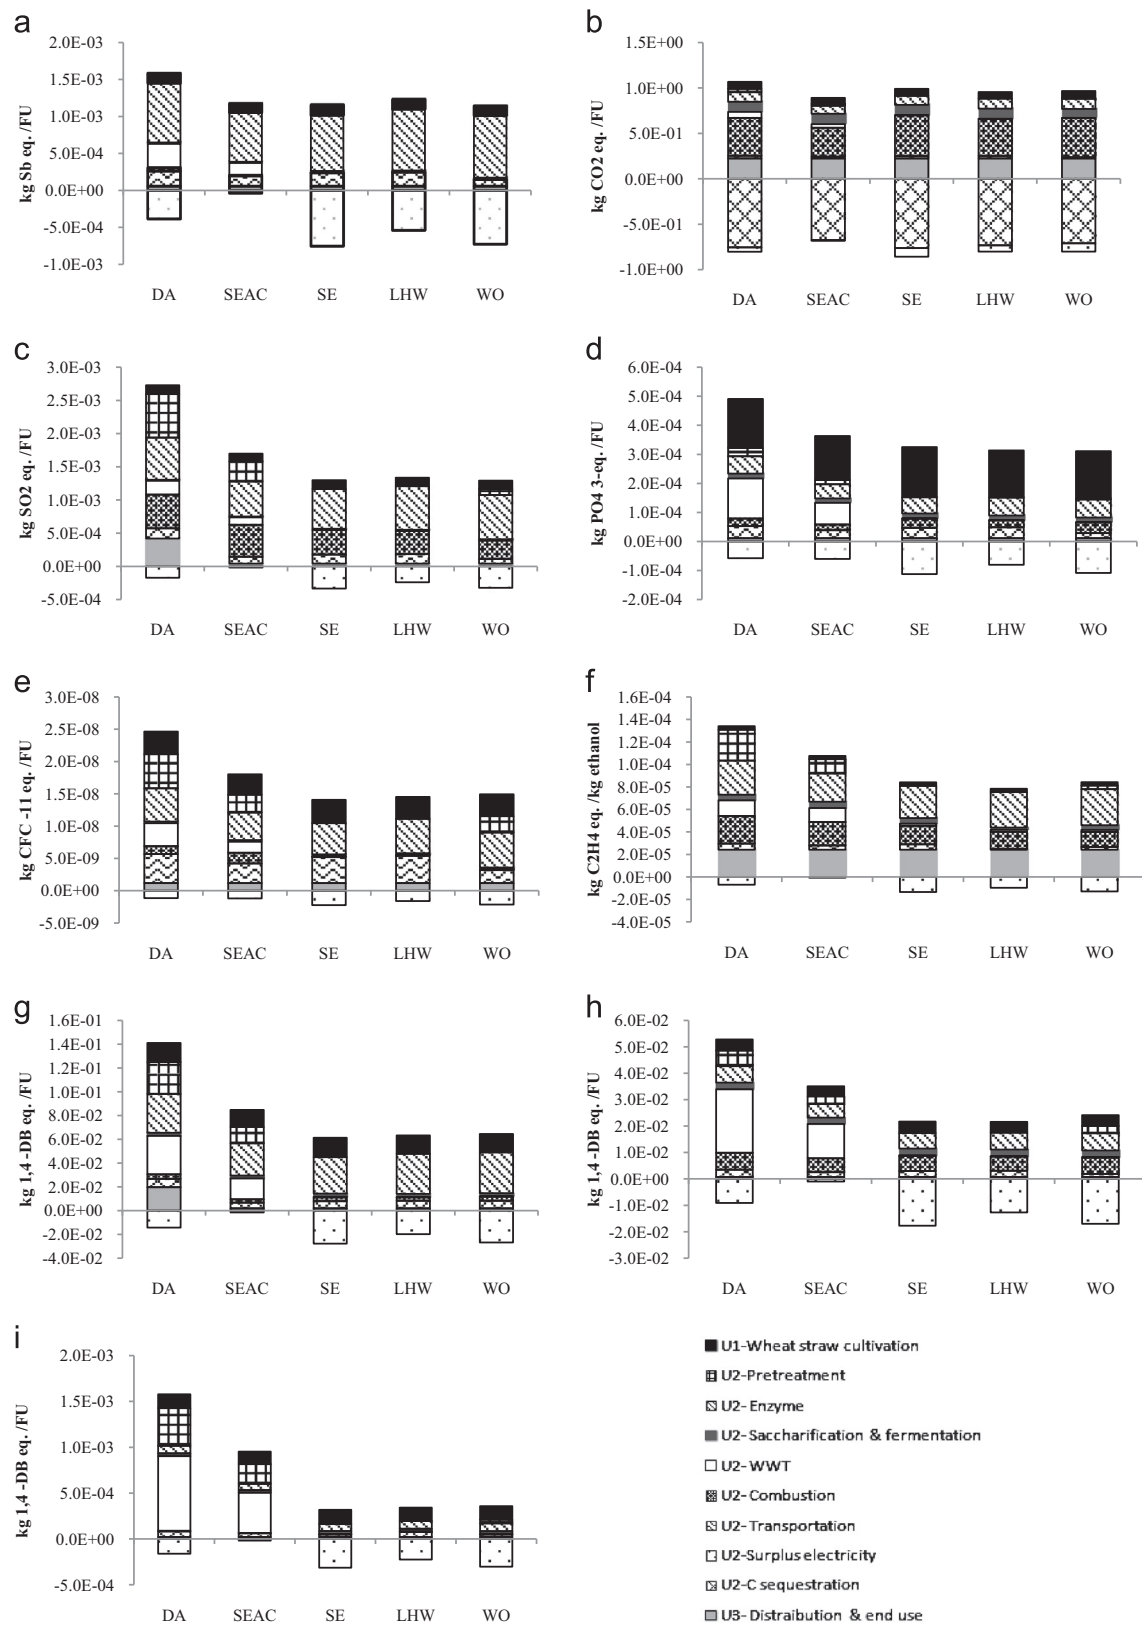 a
kg Sb eq. /FU
2.0E-03
1.5E-03
1.0E-03
5.0E-04
0.0E+00
-5.0E-04
-1.0E-03
DA SEAC SE LHW WO
b
kg CO2 eq. /FU
1.5E+00
1.0E+00
5.0E-01
0.0E+00
-5.0E-01
-1.0E+00
DA SEAC SE LHW WO
c
kg SO2 eq. /FU
3.0E-03
2.5E-03
2.0E-03
1.5E-03
1.0E-03
5.0E-04
0.0E+00
-5.0E-04
DA SEAC SE LHW WO
d
kg PO4 3-eq. /FU
6.0E-04
5.0E-04
4.0E-04
3.0E-04
2.0E-04
1.0E-04
0.0E+00
-1.0E-04
-2.0E-04
DA SEAC SE LHW WO
e
kg CFC -11 eq. /FU
3.0E-08
2.5E-08
2.0E-08
1.5E-08
1.0E-08
5.0E-09
0.0E+00
-5.0E-09
DA SEAC SE LHW WO
f
kg C2H4 eq. /kg ethanol
1.6E-04
1.4E-04
1.2E-04
1.0E-04
8.0E-05
6.0E-05
4.0E-05
2.0E-05
0.0E+00
-2.0E-05
-4.0E-05
DA SEAC SE LHW WO
g
kg 1,4 -DB eq. /FU
1.6E-01
1.4E-01
1.2E-01
1.0E-01
8.0E-02
6.0E-02
4.0E-02
2.0E-02
0.0E+00
-2.0E-02
-4.0E-02
DA SEAC SE LHW WO
h
kg 1,4 -DB eq. /FU
6.0E-02
5.0E-02
4.0E-02
3.0E-02
2.0E-02
1.0E-02
0.0E+00
-1.0E-02
-2.0E-02
-3.0E-02
DA SEAC SE LHW WO
i
kg 1,4 -DB eq. /FU
2.0E-03
1.5E-03
1.0E-03
5.0E-04
0.0E+00
-5.0E-04
DA SEAC SE LHW WO
U1-Wheat straw cultivation
U2-Pretreatment
U2- Enzyme
U2-Saccharification & fermentation
U2- WWT
U2- Combustion
U2- Transportation
U2-Surplus electricity
U2-C sequestration
U3- Distraibution & end use